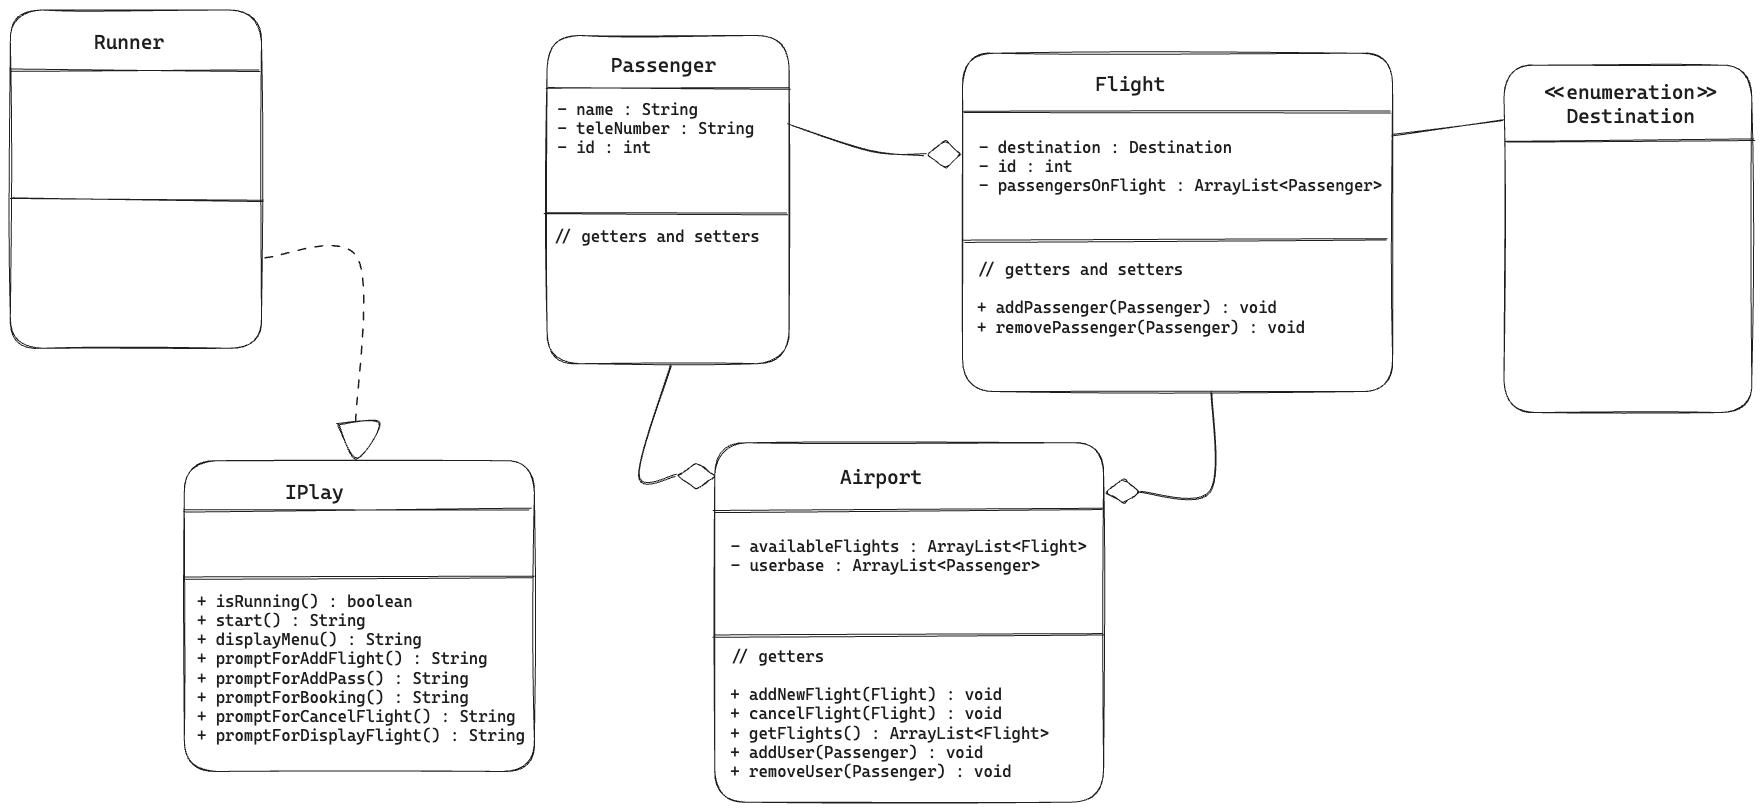 Runner
Passenger
- name : String
- teleNumber : String
- id : int
// getters and setters
Flight
- destination : Destination
- id : int
- passengersOnFlight : ArrayList<Passenger>
// getters and setters
+ addPassenger(Passenger) : void
+ removePassenger(Passenger) : void
<<enumeration>>
Destination
IPlay
+ isRunning() : boolean
+ start() : String
+ displayMenu() : String
+ promptForAddFlight() : String
+ promptForAddPass() : String
+ promptForBooking() : String
+ promptForCancelFlight() : String
+ promptForDisplayFlight() : String
Airport
- availableFlights : ArrayList<Flight>
- userbase : ArrayList<Passenger>
// getters
+ addNewFlight(Flight) : void
+ cancelFlight(Flight) : void
+ getFlights() : ArrayList<Flight>
+ addUser(Passenger) : void
+ removeUser(Passenger) : void